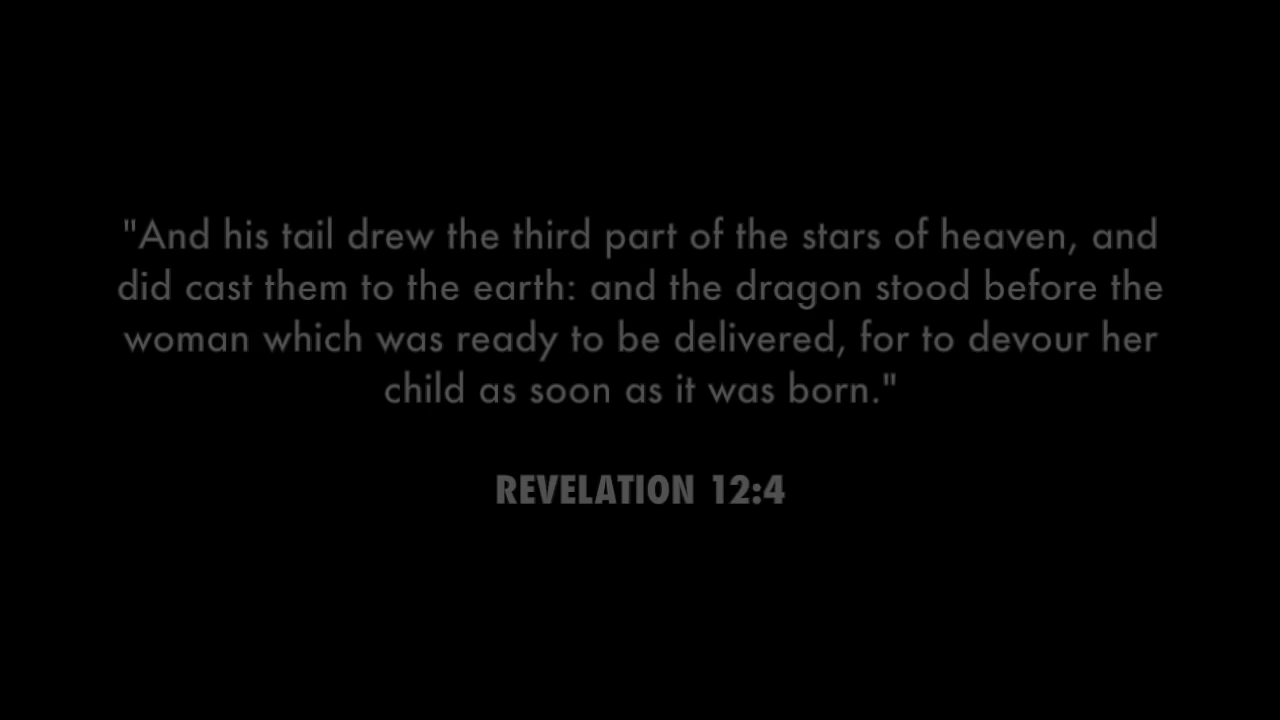 "And his tail drew the third part of the stars of heaven, and
did cast them to the earth: and the dragon stood before the
woman which was ready to be delivered, for to devour her
child as soon as it was born."
REVELATION 12:4